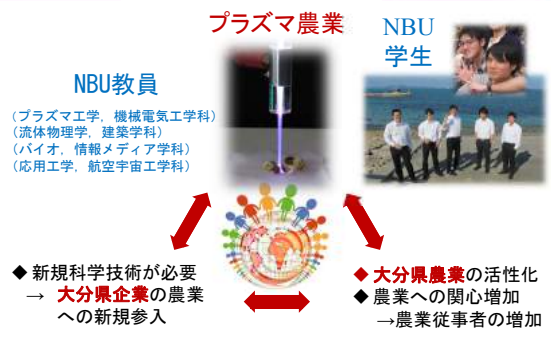 プラズマ農業
NBU
学生
NBU教員
(プラズマ工学，機械電気工学科)
(流体物理学，建築学科)
(バイオ，情報メディア学科)
(応用工学，航空宇宙工学科)
◆新規科学技術が必要
→ 大分県企業の農業
への新規参入
◆大分県農業の活性化
◆農業への関心増加
→農業従事者の増加